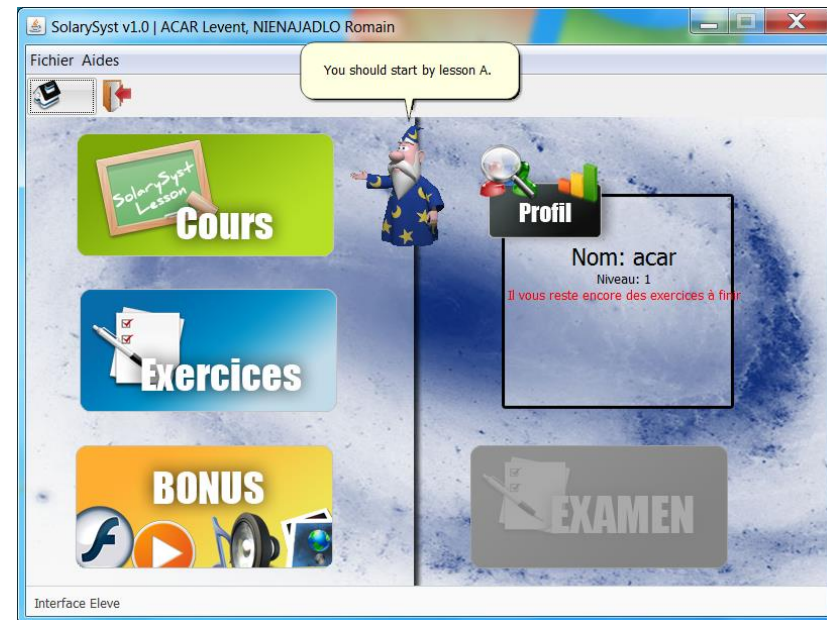 SolarySyst v1.0 | ACAR Levent, NIENAJADLO Romain
Fichier Aides
You should start by lesson A.
SolarySyst
Lesson
Cours
Profil
Nom: acar
Niveau: 1
Il vous reste encore des exercices à finir
Exercices
BONUS
EXAMEN
Interface Eleve